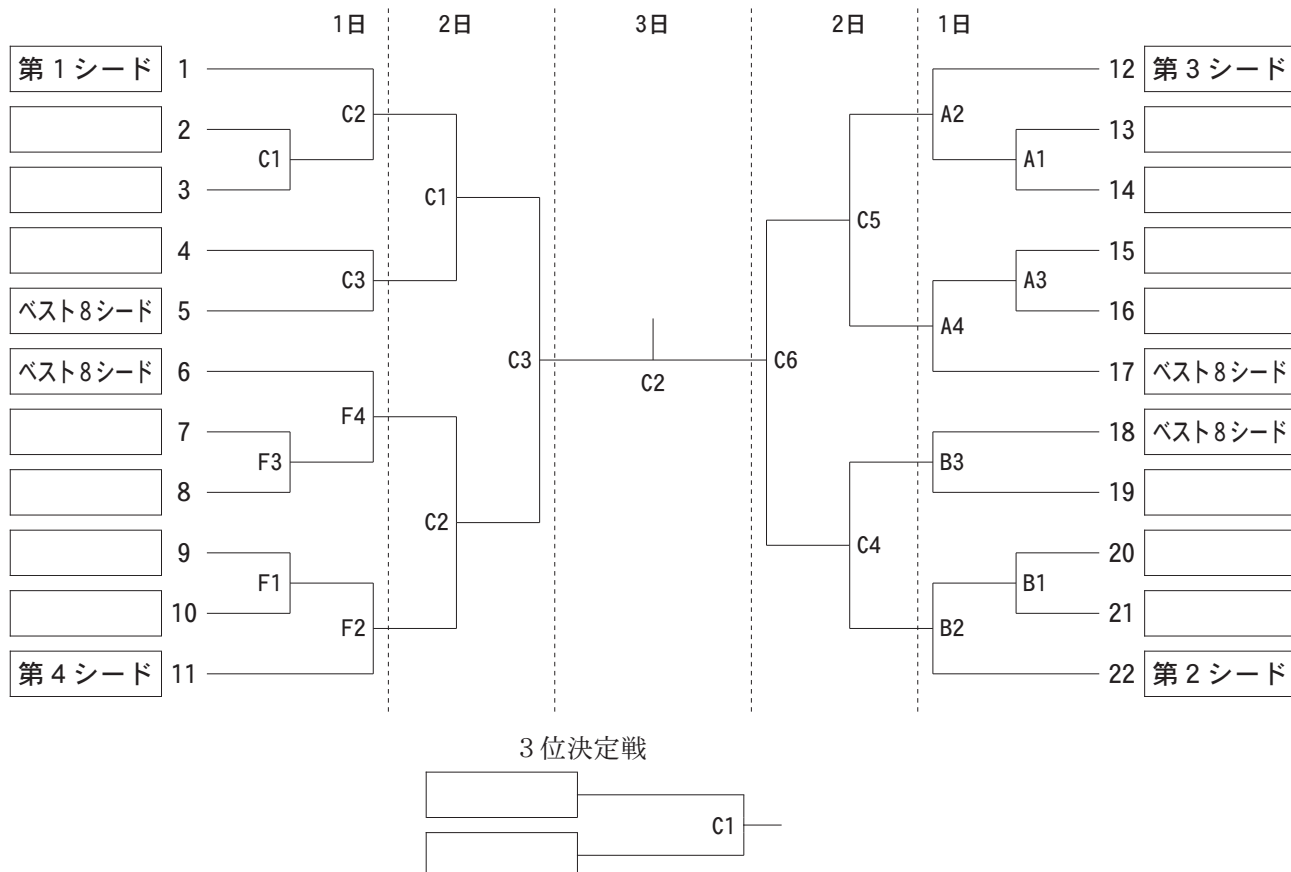 1日 2日 3日 2日 1日
第1シード 1 12 第3シード
C2 A2
2 13
C1 A1
3 14
C1
C5
4 15
C3 A3
ベスト8シード 5 16
A4
C3 C6
C2
ベスト8シード 6 17 ベスト8シード
F4
7 18 ベスト8シード
F3 B3
8 19
C2 C4
9 20
F1 B1
10 21
F2 B2
第4シード 11 22 第2シード
3位決定戦
C1